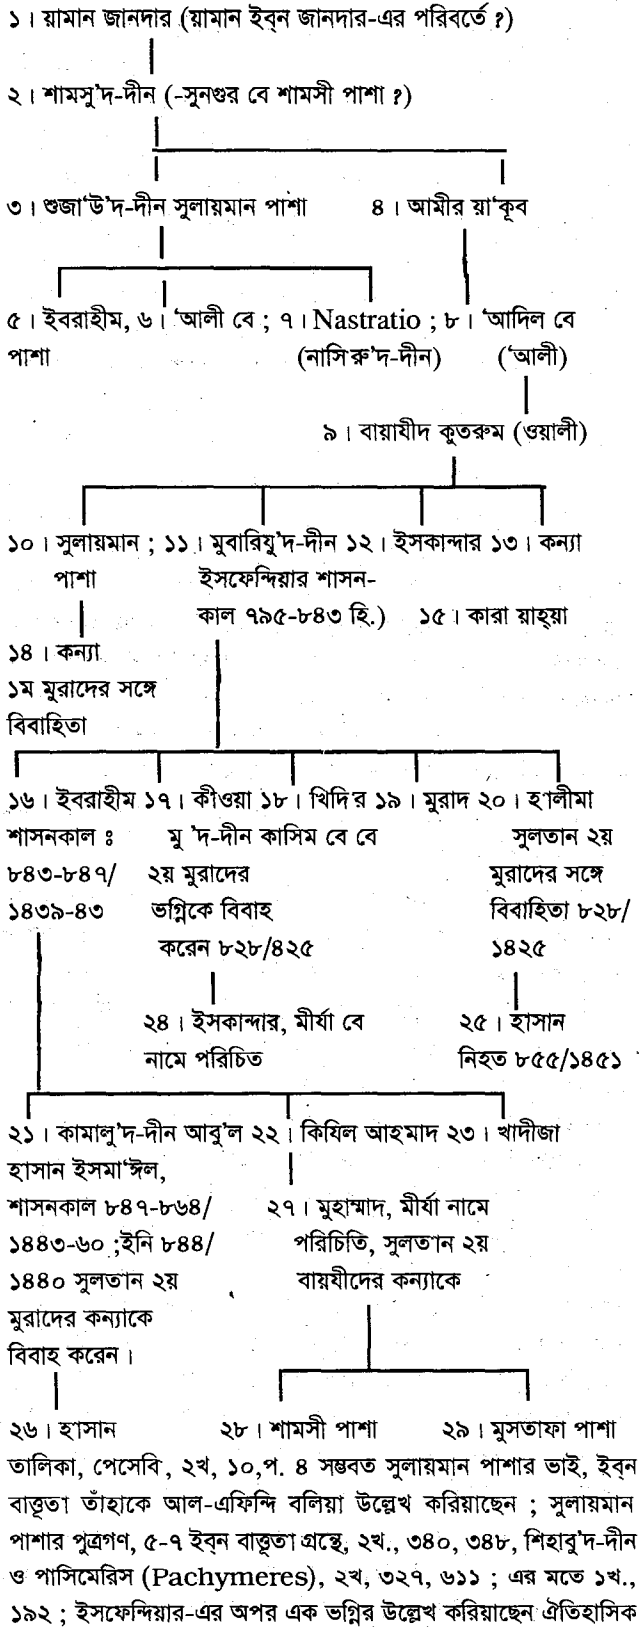 ১। য়ামান জানদার (য়ামান ইব্‌ন জানদার-এর পরিবর্তে ?)
২। শামসু'দ-দীন (-সুনগুর বে শামসী পাশা ?)
৩। শুজা'উ'দ-দীন সুলায়মান পাশা ৪। আমীর য়া'কূব
৫। ইবরাহীম, ৬। 'আলী বে ; ৭। Nastratio ; ৮। 'আদিল বে
পাশা (নাসিরু'দ-দীন) ('আলী)
৯। বায়াযীদ কুতরুম (ওয়ালী)
১০। সুলায়মান ; ১১। মুবারিযু'দ-দীন ১২। ইসকান্দার ১৩। কন্যা
পাশা ইসফেন্দিয়ার শাসন-
কাল ৭৯৫-৮৪৩ হি.) ১৫। কারা য়াহ্‌য়া
১৪। কন্যা
১ম মুরাদের সঙ্গে
বিবাহিতা
১৬। ইবরাহীম ১৭। কীওয়া ১৮। খিদির ১৯। মুরাদ ২০। হালীমা
শাসনকাল ঃ মু 'দ-দীন কাসিম বে বে সুলতান ২য়
৮৪৩-৮৪৭/ ২য় মুরাদের মুরাদের সঙ্গে
১৪৩৯-৪৩ ভগ্নিকে বিবাহ বিবাহিতা ৮২৮/
করেন ৮২৮/৪২৫ ১৪২৫
২৪। ইসকান্দার, মীর্যা বে ২৫। হাসান
নামে পরিচিত নিহত ৮৫৫/১৪৫১
২১। কামালু'দ-দীন আবু'ল ২২। কিযিল আহমাদ ২৩। খাদীজা
হাসান ইসমা'ঈল,
শাসনকাল ৮৪৭-৮৬৪/ ২৭। মুহাম্মাদ, মীর্যা নামে
১৪৪৩-৬০ ;ইনি ৮৪৪/ পরিচিতি, সুলতান ২য়
১৪৪০ সুলতান ২য় বায়যীদের কন্যাকে
মুরাদের কন্যাকে
বিবাহ করেন।
২৬। হাসান ২৮। শামসী পাশা ২৯। মুসতাফা পাশা
তালিকা, পেসেবি, ২খ, ১০,প. ৪ সম্ভবত সুলায়মান পাশার ভাই, ইব্‌ন
বাত্তূতা তাঁহাকে আল-এফিন্দি বলিয়া উল্লেখ করিয়াছেন ; সুলায়মান
পাশার পুত্রগণ, ৫-৭ ইব্‌ন বাত্তূতা গ্রন্থে, ২খ., ৩৪০, ৩৪৮, শিহাবু'দ-দীন
ও পাসিমেরিস (Pachymeres), ২খ, ৩২৭, ৬১১ ; এর মতে ১খ.,
১৯২ ; ইসফেন্দিয়ার-এর অপর এক ভগ্নির উল্লেখ করিয়াছেন ঐতিহাসিক